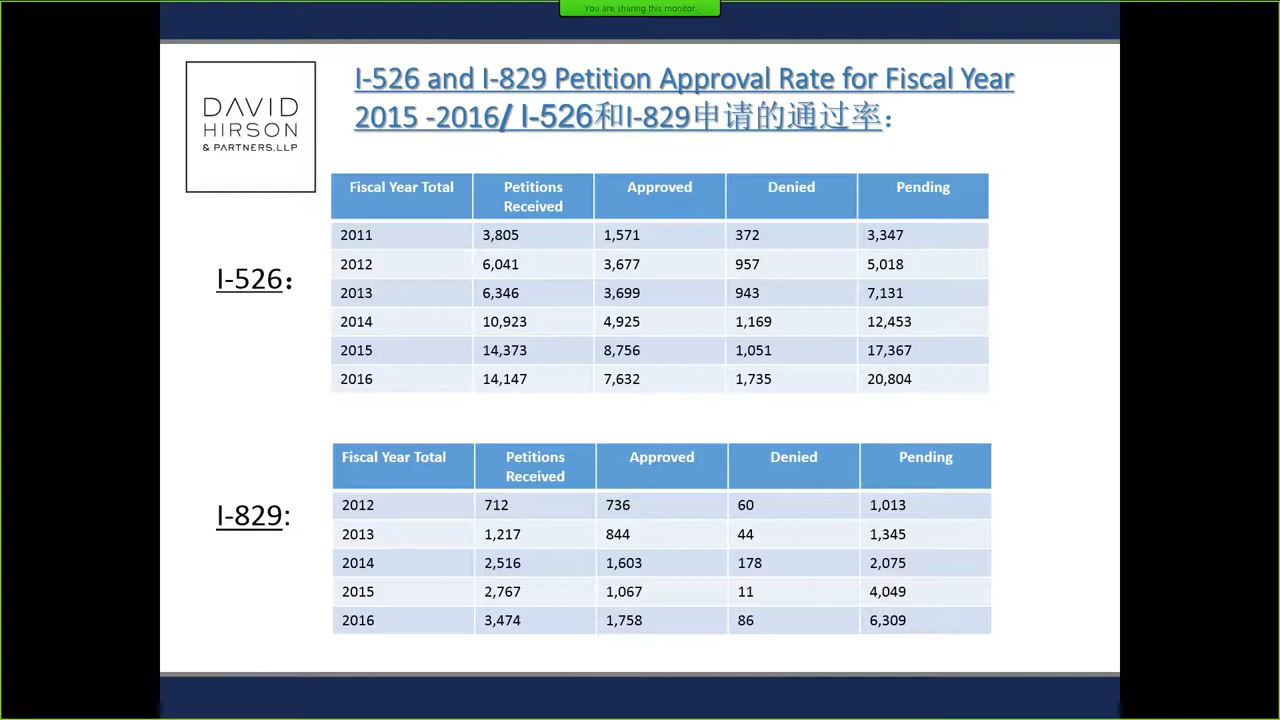 You are sharing this monitor.
DAVID
HIRSON
& PARTNERS, LLP
I-526 and I-829 Petition Approval Rate for Fiscal Year
2015 -2016/ I-526和I-829申请的通过率：
I-526：
Fiscal Year Total Petitions Received Approved Denied Pending
2011 3,805 1,571 372 3,347
2012 6,041 3,677 957 5,018
2013 6,346 3,699 943 7,131
2014 10,923 4,925 1,169 12,453
2015 14,373 8,756 1,051 17,367
2016 14,147 7,632 1,735 20,804
I-829:
Fiscal Year Total Petitions Received Approved Denied Pending
2012 712 736 60 1,013
2013 1,217 844 44 1,345
2014 2,516 1,603 178 2,075
2015 2,767 1,067 11 4,049
2016 3,474 1,758 86 6,309